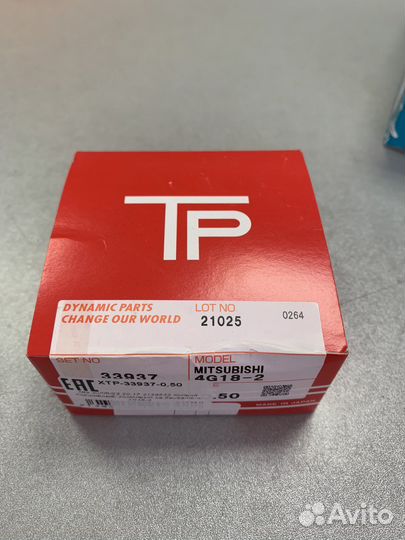 TP
DYNAMIC PARTS
CHANGE OUR WORLD
LOT NO
21025
0264
SET NO
33937
XTP-33937-0,50
MODEL
MITSUBISHI
4G18-2
EAC
.50
MADE IN JAPAN
Avito